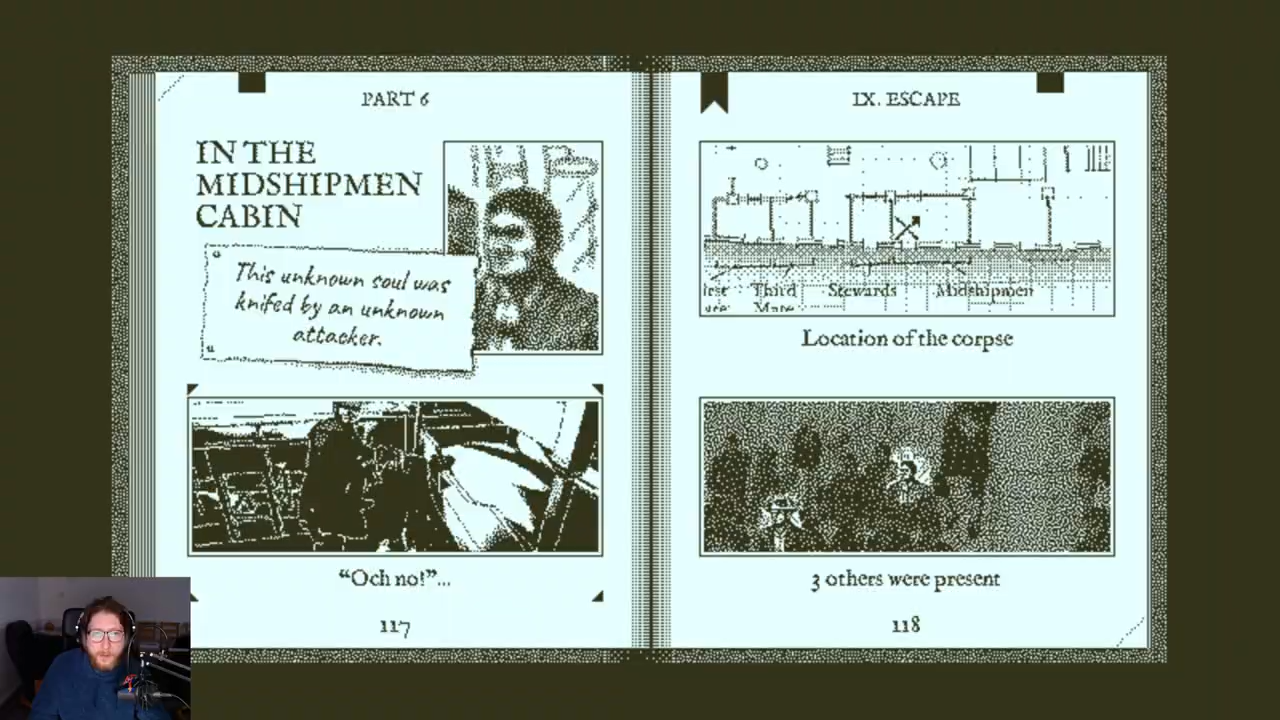 PART 6
IN THE
MIDSHIPMEN
CABIN
This unknown soul was
knifed by an unknown
attacker.
“Och no!”...
117
IX. ESCAPE
Third
Mate
Stewards
Midshipmen
Location of the corpse
3 others were present
118